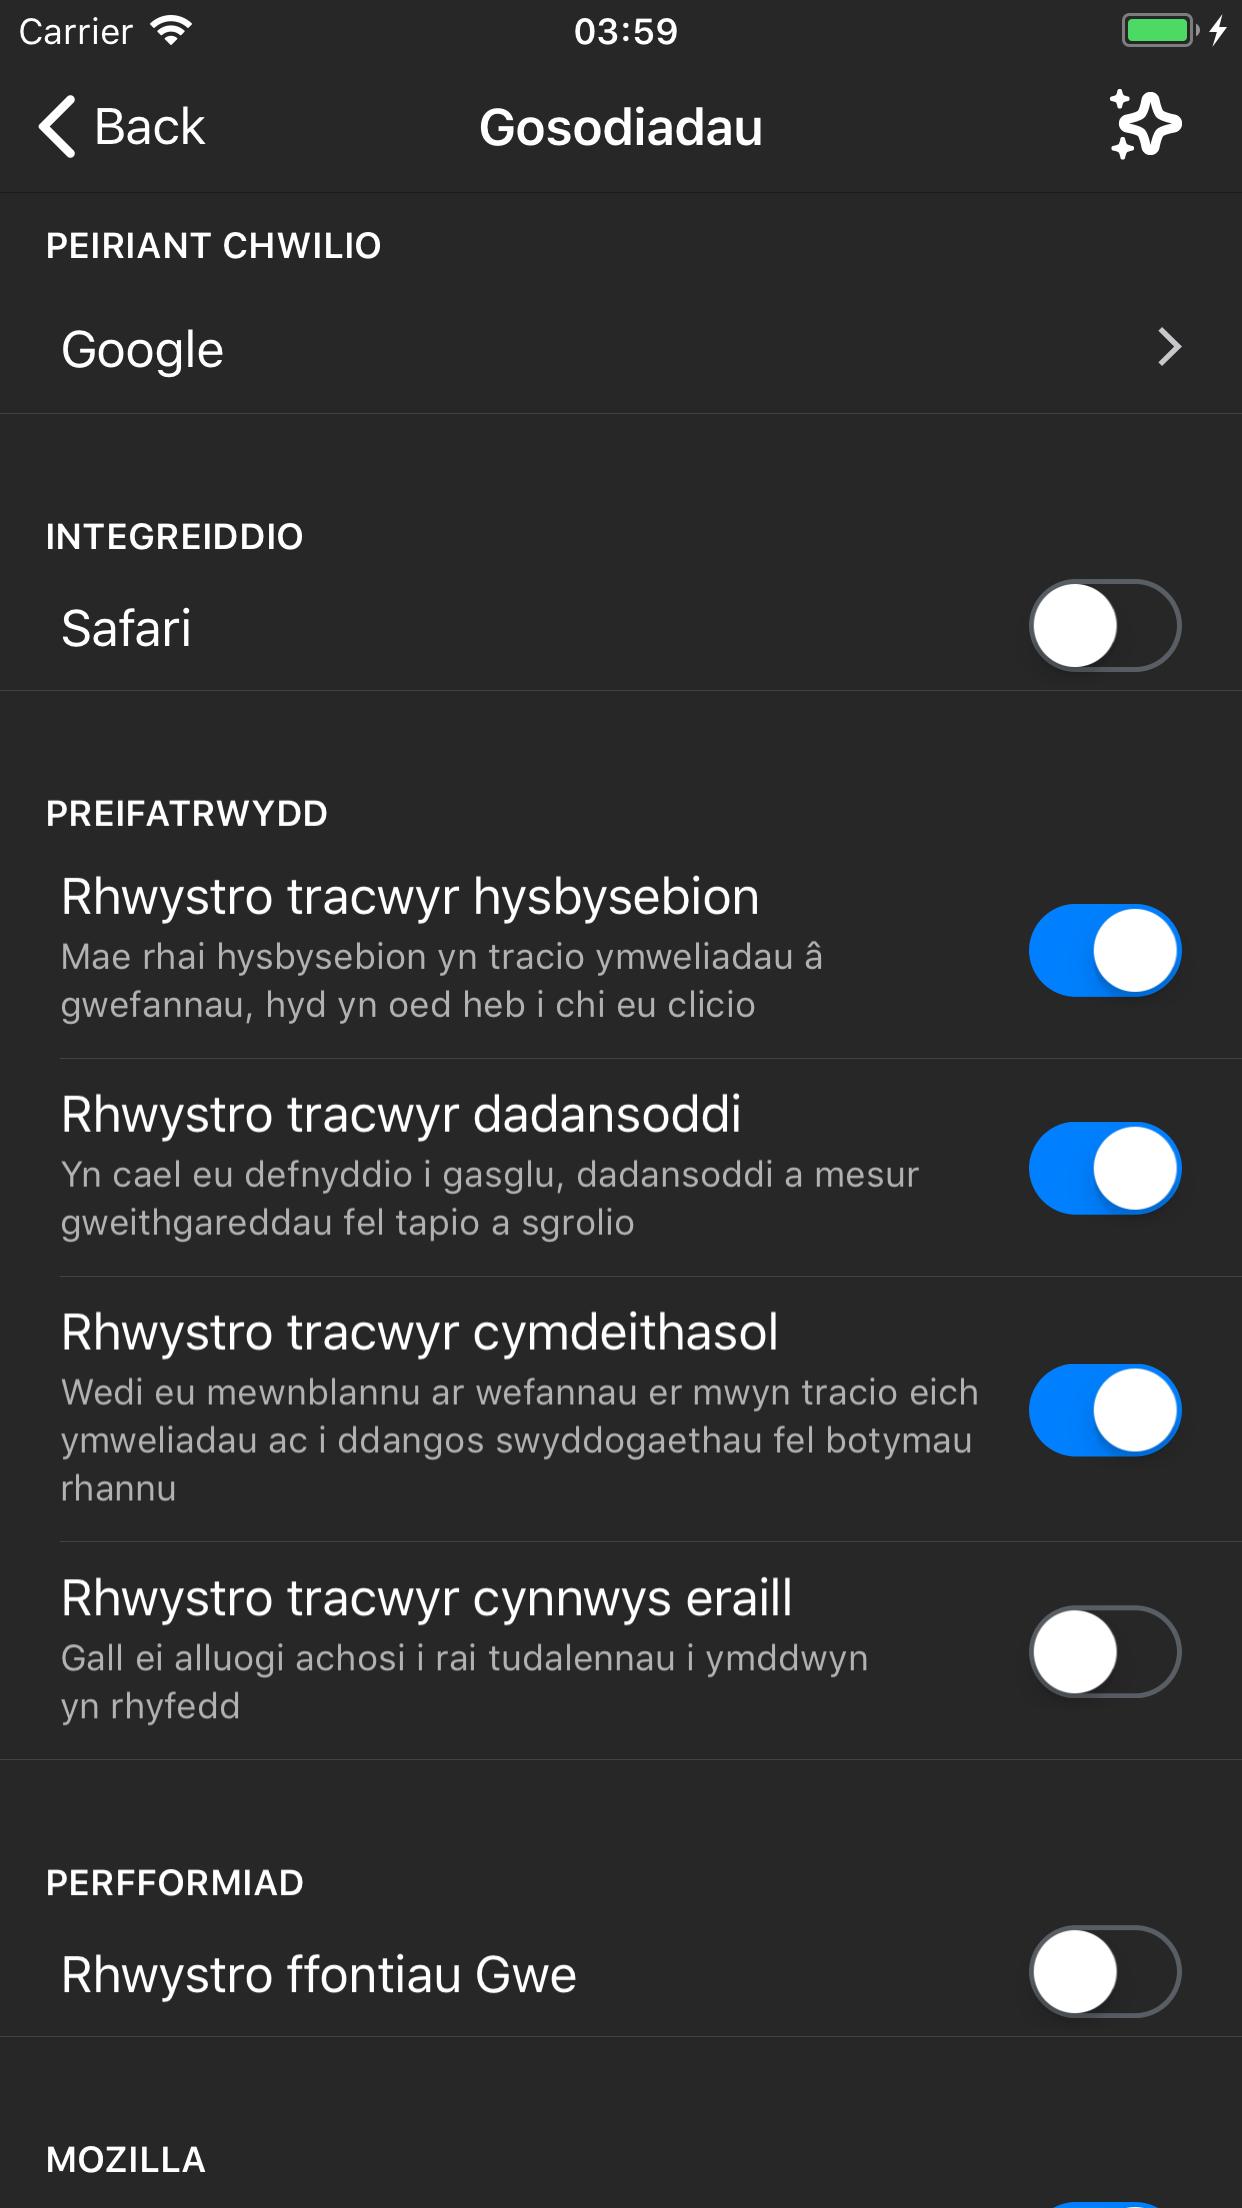 Carrier
03:59
Back
Gosodiadau
PEIRIANT CHWILIO
Google
INTEGREIDDIO
Safari
PREIFATRWYDD
Rhwystro tracwyr hysbysebion
Mae rhai hysbysebion yn tracio ymweliadau â
gwefannau, hyd yn oed heb i chi eu clicio
Rhwystro tracwyr dadansoddi
Yn cael eu defnyddio i gasglu, dadansoddi a mesur
gweithgareddau fel tapio a sgrolio
Rhwystro tracwyr cymdeithasol
Wedi eu mewnblannu ar wefannau er mwyn tracio eich
ymweliadau ac i ddangos swyddogaethau fel botymau
rhannu
Rhwystro tracwyr cynnwys eraill
Gall ei alluogi achosi i rai tudalennau i ymddwyn
yn rhyfedd
PERFFORMIAD
Rhwystro ffontiau Gwe
MOZILLA